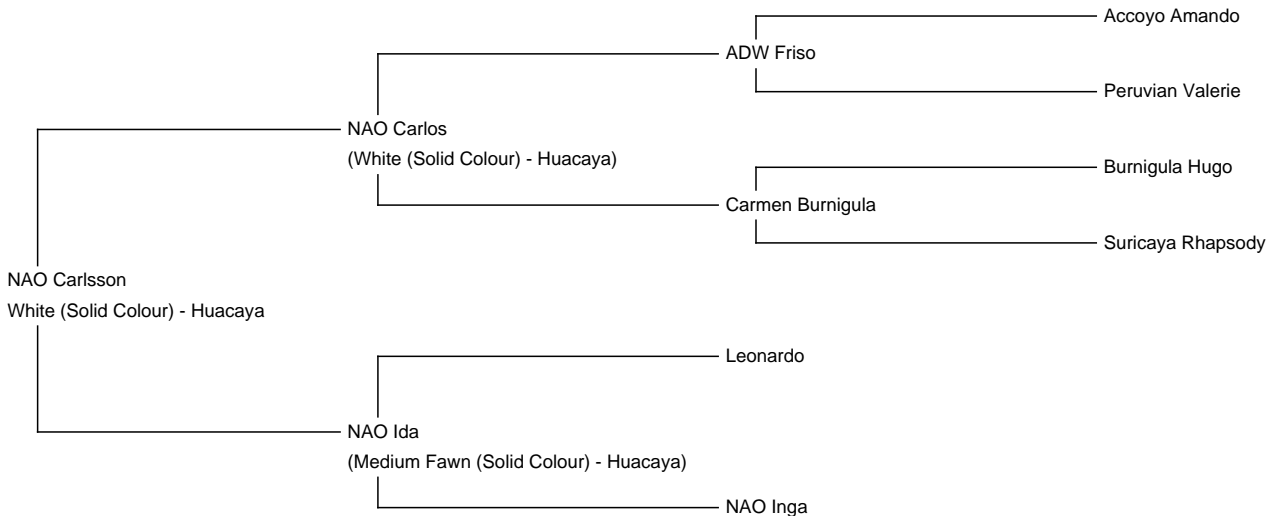 Accoyo Amando
ADW Friso
Peruvian Valerie
NAO Carlos
(White (Solid Colour) - Huacaya)
Burnigula Hugo
Carmen Burnigula
Suricaya Rhapsody
NAO Carlsson
White (Solid Colour) - Huacaya
Leonardo
NAO Ida
(Medium Fawn (Solid Colour) - Huacaya)
NAO Inga